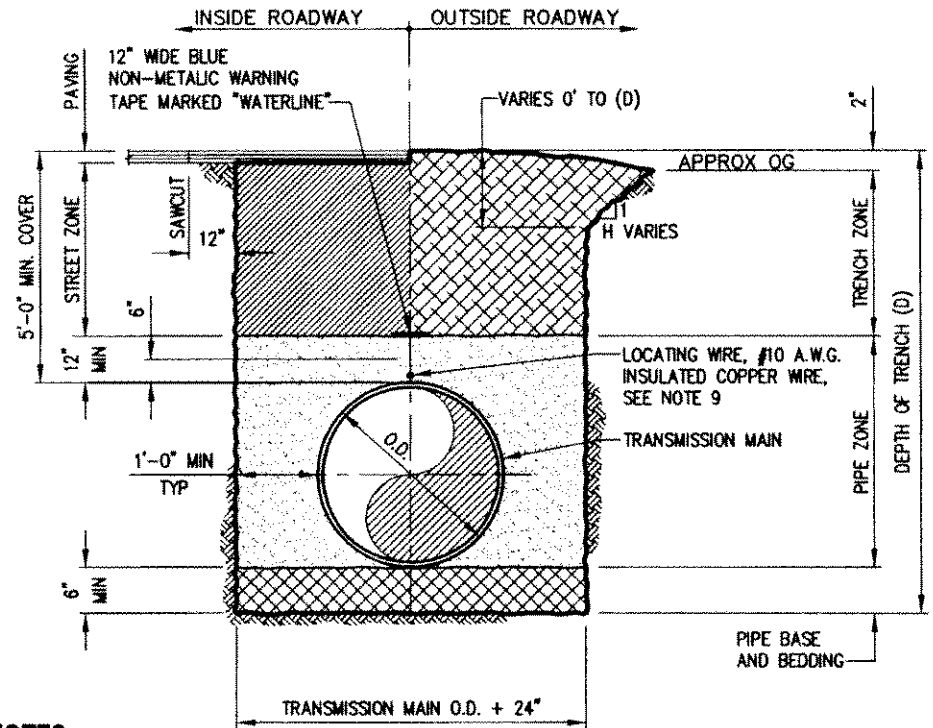 INSIDE ROADWAY
OUTSIDE ROADWAY
PAVING
12" WIDE BLUE
NON-METALIC WARNING
TAPE MARKED "WATERLINE"
VARIES 0' TO (D)
2"
APPROX OG
5'-0" MIN. COVER
STREET ZONE
SAWCUT
12"
1
H VARIES
TRENCH ZONE
6"
12"
MIN
LOCATING WIRE, #10 A.W.G.
INSULATED COPPER WIRE,
SEE NOTE 9
DEPTH OF TRENCH (D)
O.D.
TRANSMISSION MAIN
PIPE ZONE
1'-0" MIN
TYP
6"
MIN
PIPE BASE
AND BEDDING
TRANSMISSION MAIN O.D. + 24"